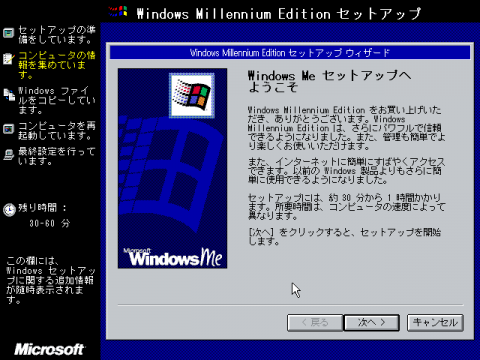 Windows Millennium Edition セットアップ
セットアップの準
備をしています。
コンピュータの情
報を集めていま
す。
Windows ファイ
ルをコピーしてい
ます。
コンピュータを再
起動しています。
最終設定を行って
います。
残り時間 :
30-60 分
この欄には、
Windows セットアッ
プに関する追加情報
が随時表示されま
す。
Microsoft
Windows Millennium Edition セットアップ ウィザード
Microsoft
Windows Me
Windows Me セットアップへ
ようこそ
Windows Millennium Edition をお買い上げいた
だき、ありがとうございます。Windows
Millennium Edition は、さらにパワフルで信頼
できるようになりました。また、管理も簡単でよ
り楽しくお使いいただけます。
また、インターネットに簡単にすばやくアクセス
できます。以前の Windows 製品よりもさらに簡
単に使用できるようになりました。
セットアップには、約 30 分から 1 時間かかりま
す。所要時間は、コンピュータの速度によって
異なります。
[次へ] をクリックすると、セットアップを開始
します。
< 戻る
次へ >
キャンセル